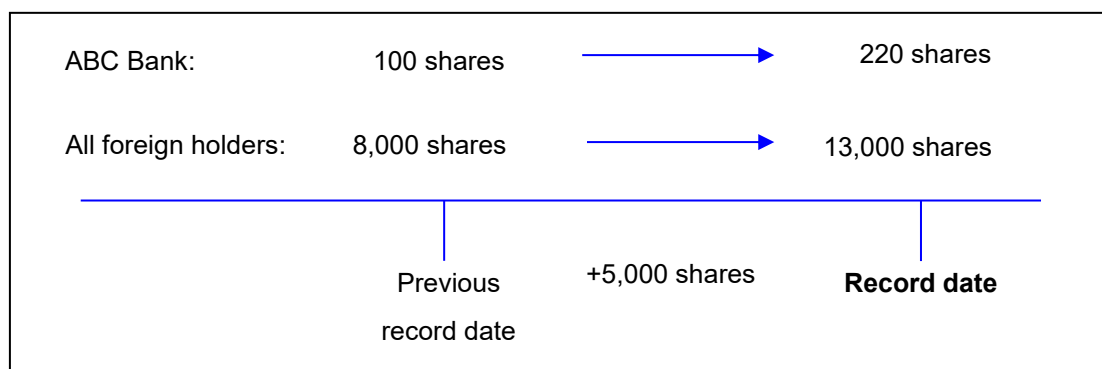 ABC Bank: 100 shares 220 shares
All foreign holders: 8,000 shares 13,000 shares
Previous record date
+5,000 shares
Record date